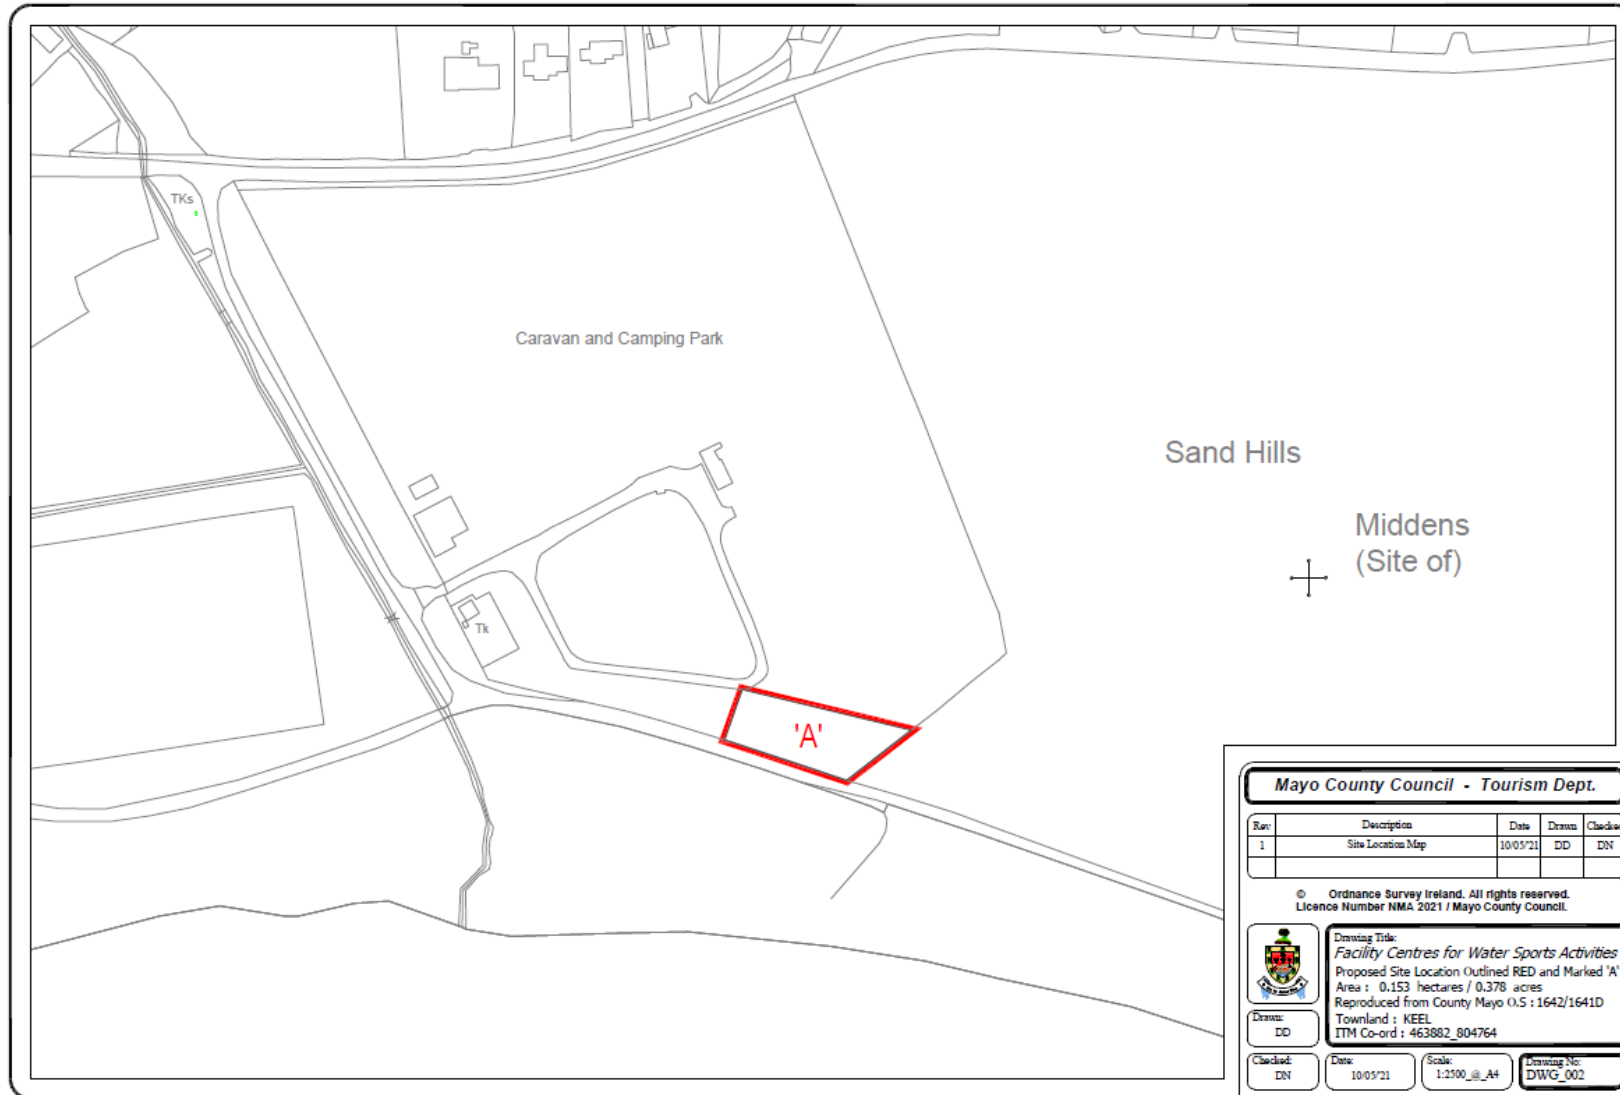 TKs
Caravan and Camping Park
Sand Hills
Middens
(Site of)
Tk
'A'
Mayo County Council - Tourism Dept.
Rev Description Date Drawn Checked
1 Site Location Map 10/05'21 DD DN
© Ordnance Survey Ireland. All rights reserved.
Licence Number NMA 2021 / Mayo County Council.
Drawing Title:
Facility Centres for Water Sports Activities
Proposed Site Location Outlined RED and Marked 'A'
Area : 0.153 hectares / 0.378 acres
Reproduced from County Mayo O.S : 1642/1641D
Townland : KEEL
ITM Co-ord : 463882_804764
Drawn:
DD
Checked:
DN
Date:
10/05'21
Scale:
1:2500_@_A4
Drawing No:
DWG_002